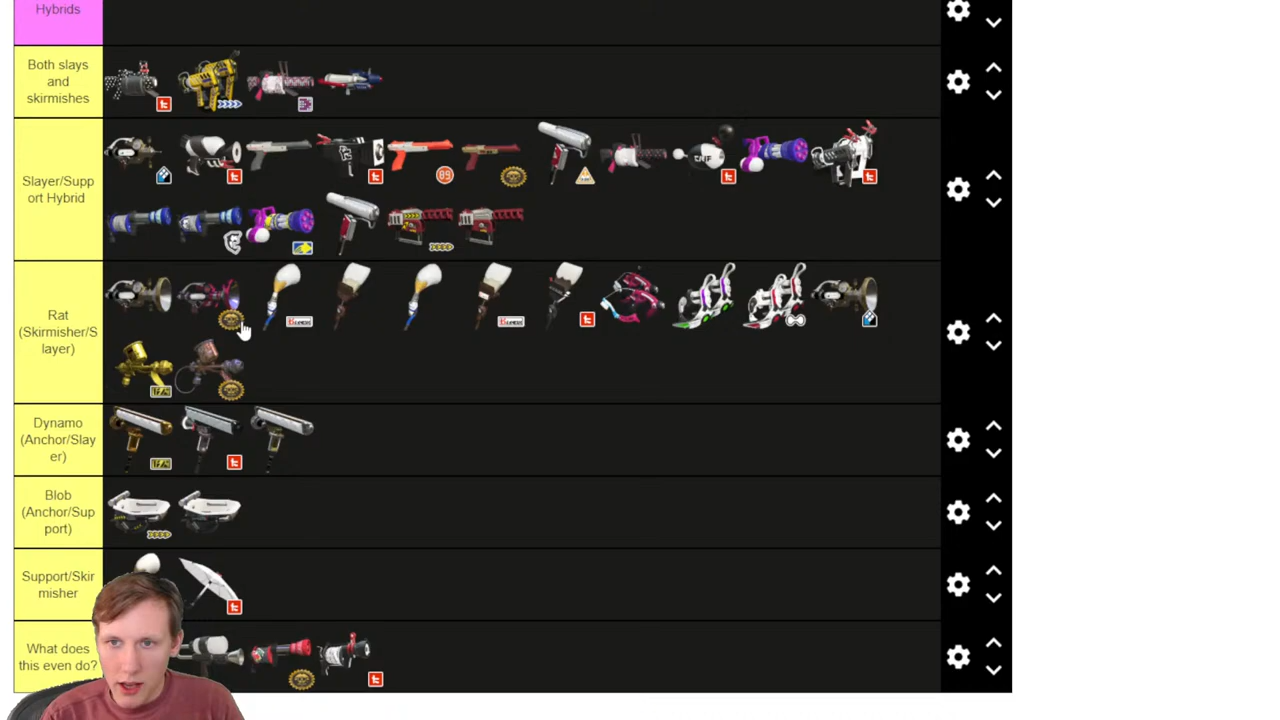 Hybrids
Both slays
and
skirmishes
Slayer/Supp
ort Hybrid
Rat
(Skirmisher/S
layer)
Dynamo
(Anchor/Slay
er)
Blob
(Anchor/Sup
port)
Support/Skir
misher
What does
this even do?